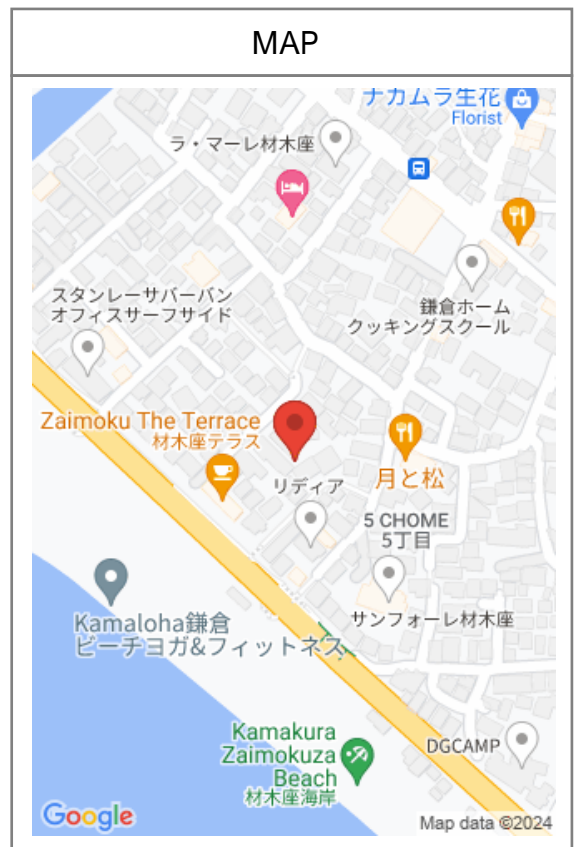 MAP
ナカムラ生花
Florist
ラ・マーレ材木座
鎌倉ホーム
クッキングスクール
スタンレーサバーバン
オフィスサーフサイド
Zaimoku The Terrace
材木座テラス
月と松
リディア
5 CHOME
5丁目
サンフォーレ材木座
Kamaloha鎌倉
ビーチヨガ&フィットネス
Kamakura
Zaimokuza
Beach
材木座海岸
DGCAMP
Google
Map data ©2024